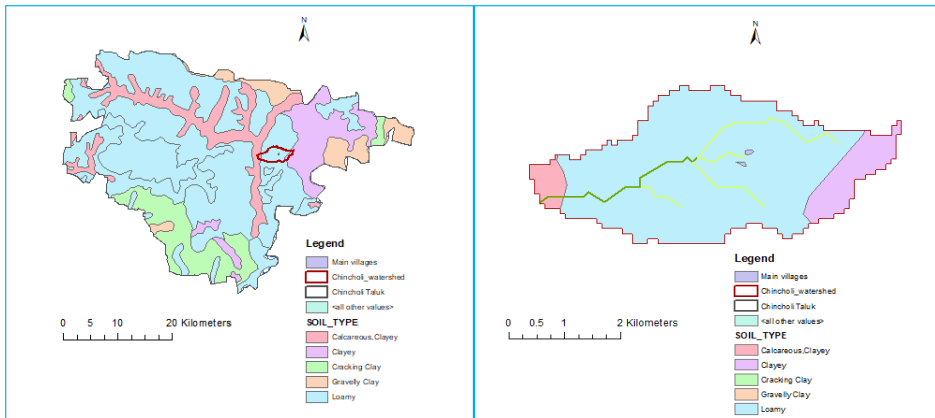 N
Legend
Main villages
Chincholi_watershed
Chincholi Taluk
<all other values>
SOIL_TYPE
Calcareous,Clayey
Clayey
Cracking Clay
Gravelly Clay
Loamy
0 5 10 20 Kilometers
N
Legend
Main villages
Chincholi_watershed
Chincholi Taluk
<all other values>
SOIL_TYPE
Calcareous,Clayey
Clayey
Cracking Clay
Gravelly Clay
Loamy
0 0.5 1 2 Kilometers